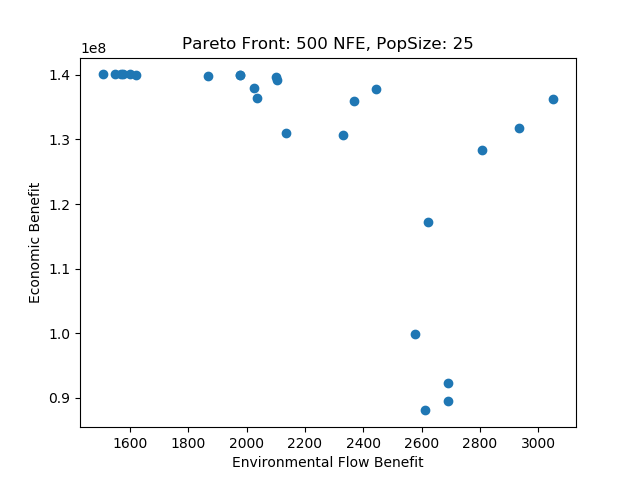 Pareto Front: 500 NFE, PopSize: 25
1e8
1.4
1.3
1.2
1.1
1.0
0.9
Economic Benefit
1600 1800 2000 2200 2400 2600 2800 3000
Environmental Flow Benefit